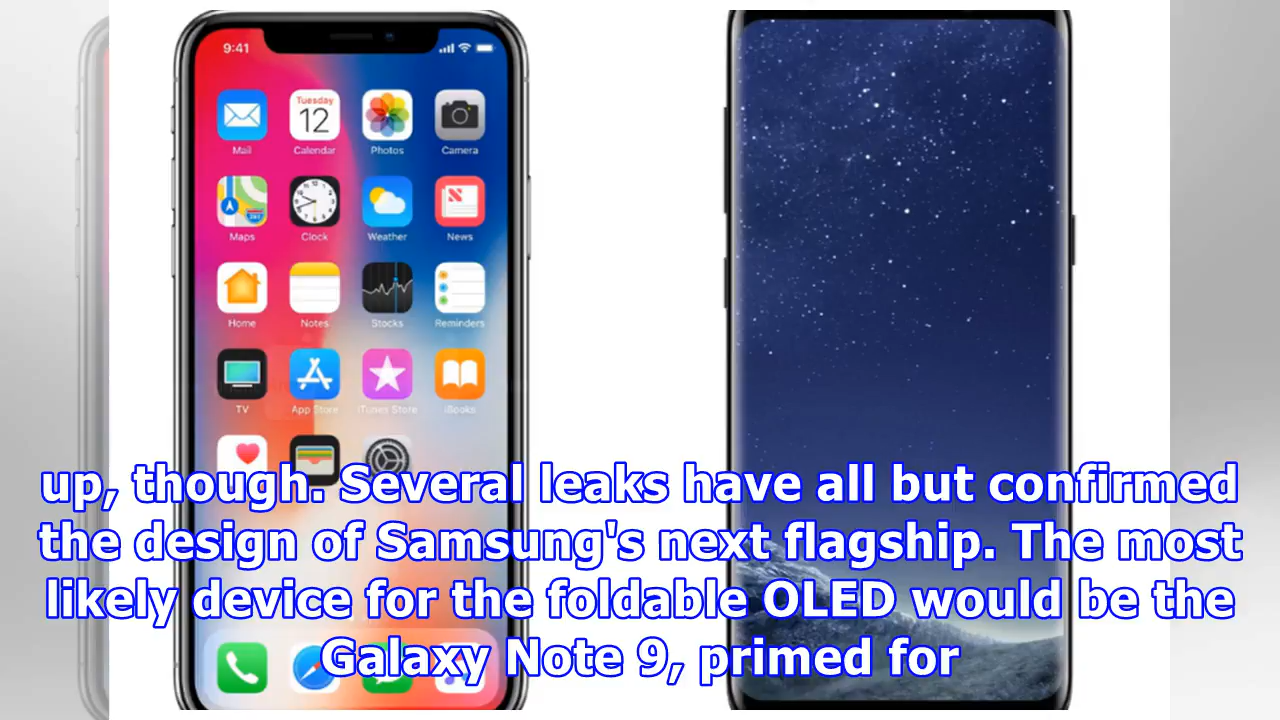 9:41
Tuesday
12
Mail Calendar Photos Camera
Maps Clock Weather News
Home Notes Stocks Reminders
TV App Store iTunes Store iBooks
up, though. Several leaks have all but confirmed
the design of Samsung's next flagship. The most
likely device for the foldable OLED would be the
Galaxy Note 9, primed for